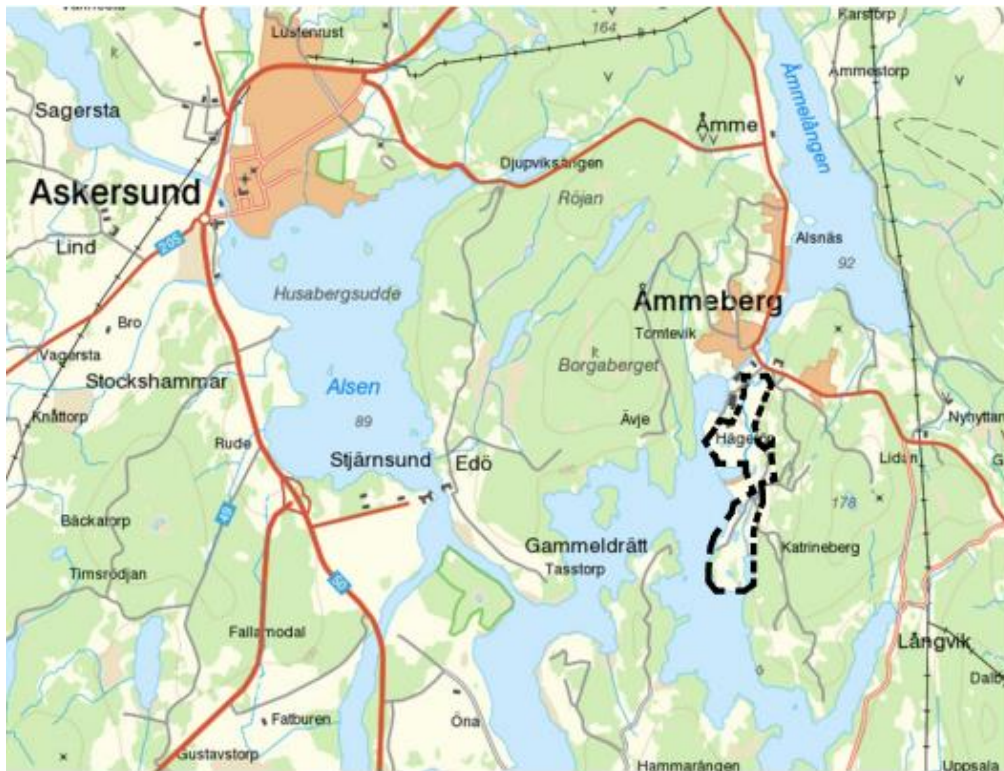 Lustenrust
164
Karstorp
Åmmestorp
Sagersta
Åmme
Åmmelången
Djupviksängen
Röjan
Askersund
205
Lind
Alsnäs
92
Husabergsudde
Åmmeberg
Bro
Tomtevik
Vagersta
Borgaberget
Stockshammar
Alsen
Knåttorp
89
Ävje
Nyhyttan
Rude
Stjärnsund
Edö
Lidan
178
49
Bäckatorp
Gammeldrätt
Katrineberg
Tasstorp
Timsrödjan
50
Fallamodal
Långvik
Öna
Fatburen
Gustavstorp
Hammarängen
Uppsala